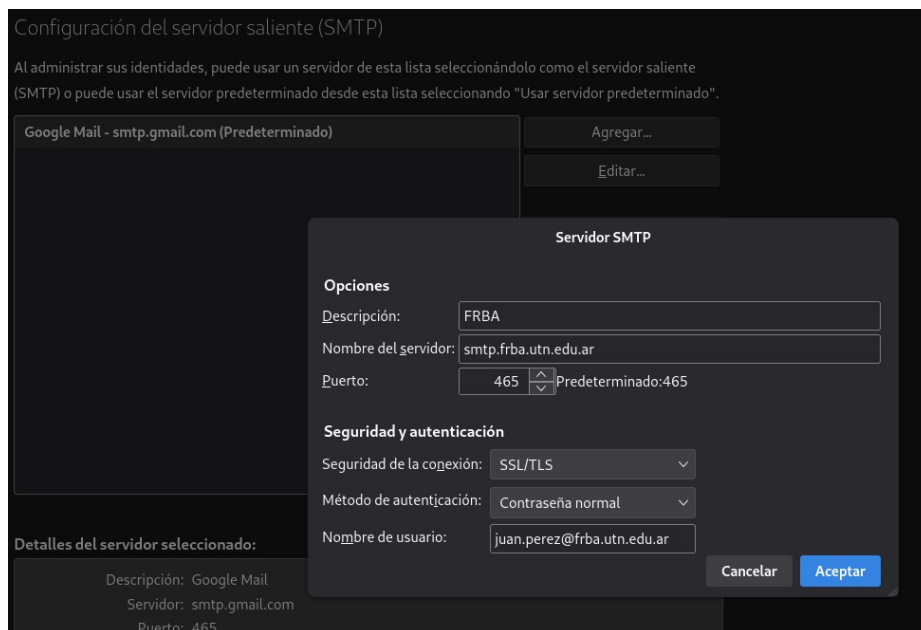 Configuración del servidor saliente (SMTP)
Al administrar sus identidades, puede usar un servidor de esta lista seleccionándolo como el servidor saliente
(SMTP) o puede usar el servidor predeterminado desde esta lista seleccionando "Usar servidor predeterminado".
Google Mail - smtp.gmail.com (Predeterminado)
Agregar...
Editar...
Servidor SMTP
Opciones
Descripción: FRBA
Nombre del servidor: smtp.frba.utn.edu.ar
Puerto: 465 Predeterminado:465
Seguridad y autenticación
Seguridad de la conexión: SSL/TLS
Método de autenticación: Contraseña normal
Nombre de usuario: juan.perez@frba.utn.edu.ar
Cancelar Aceptar
Detalles del servidor seleccionado:
Descripción: Google Mail
Servidor: smtp.gmail.com
Puerto: 465